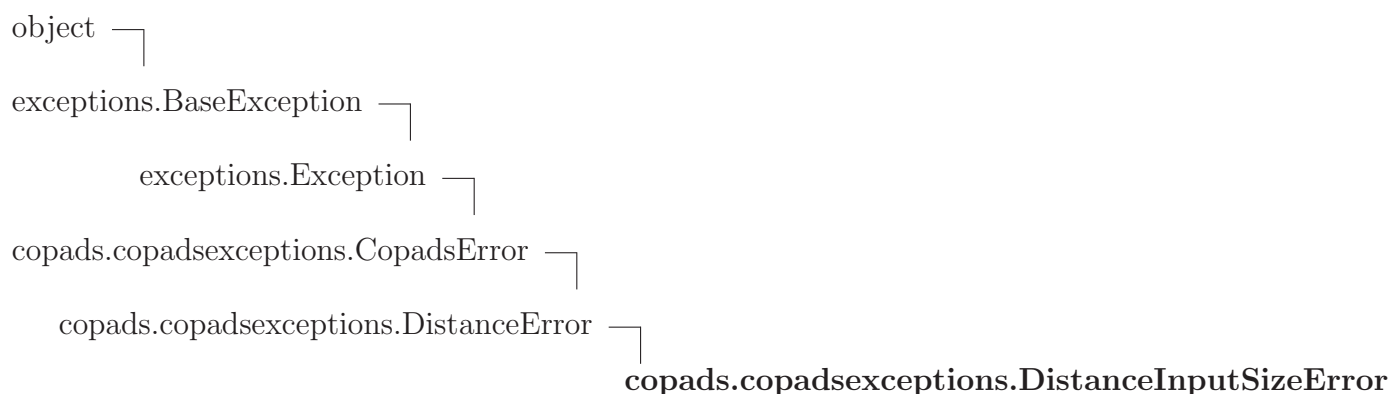 object
exceptions.BaseException
exceptions.Exception
copads.copadsexceptions.CopadsError
copads.copadsexceptions.DistanceError
copads.copadsexceptions.DistanceInputSizeError